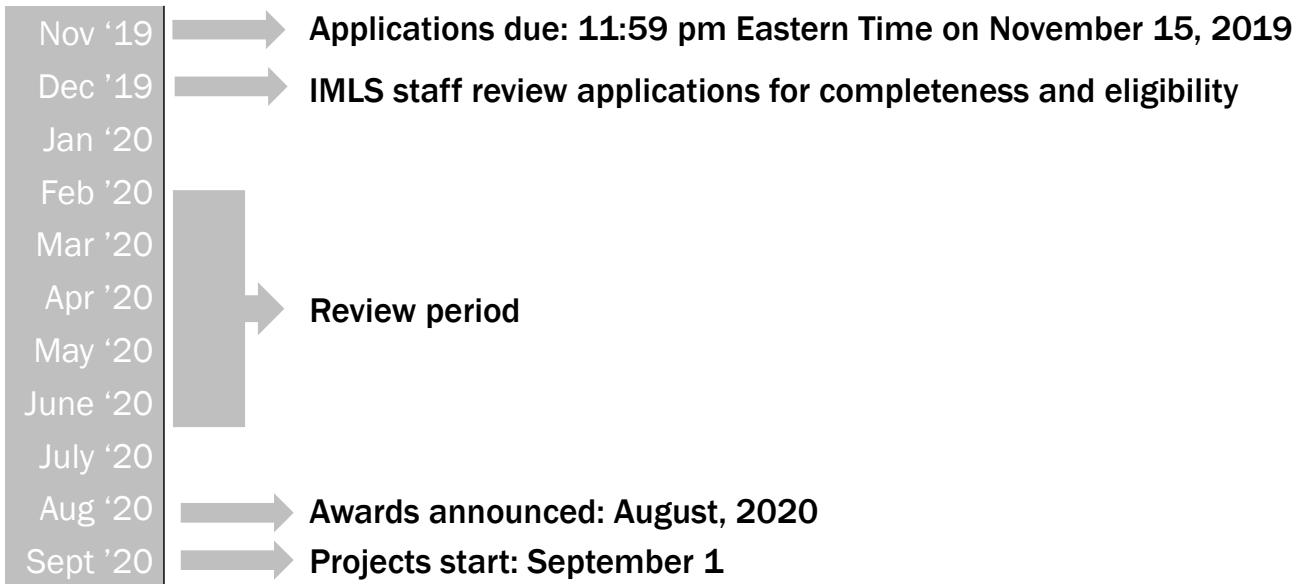 Nov ‘19 Applications due: 11:59 pm Eastern Time on November 15, 2019
Dec ’19 IMLS staff review applications for completeness and eligibility
Jan ‘20
Feb ’20
Mar ’20
Apr ’20
Review period
May ‘20
June ‘20
July ‘20
Aug ‘20 Awards announced: August, 2020
Sept ’20 Projects start: September 1